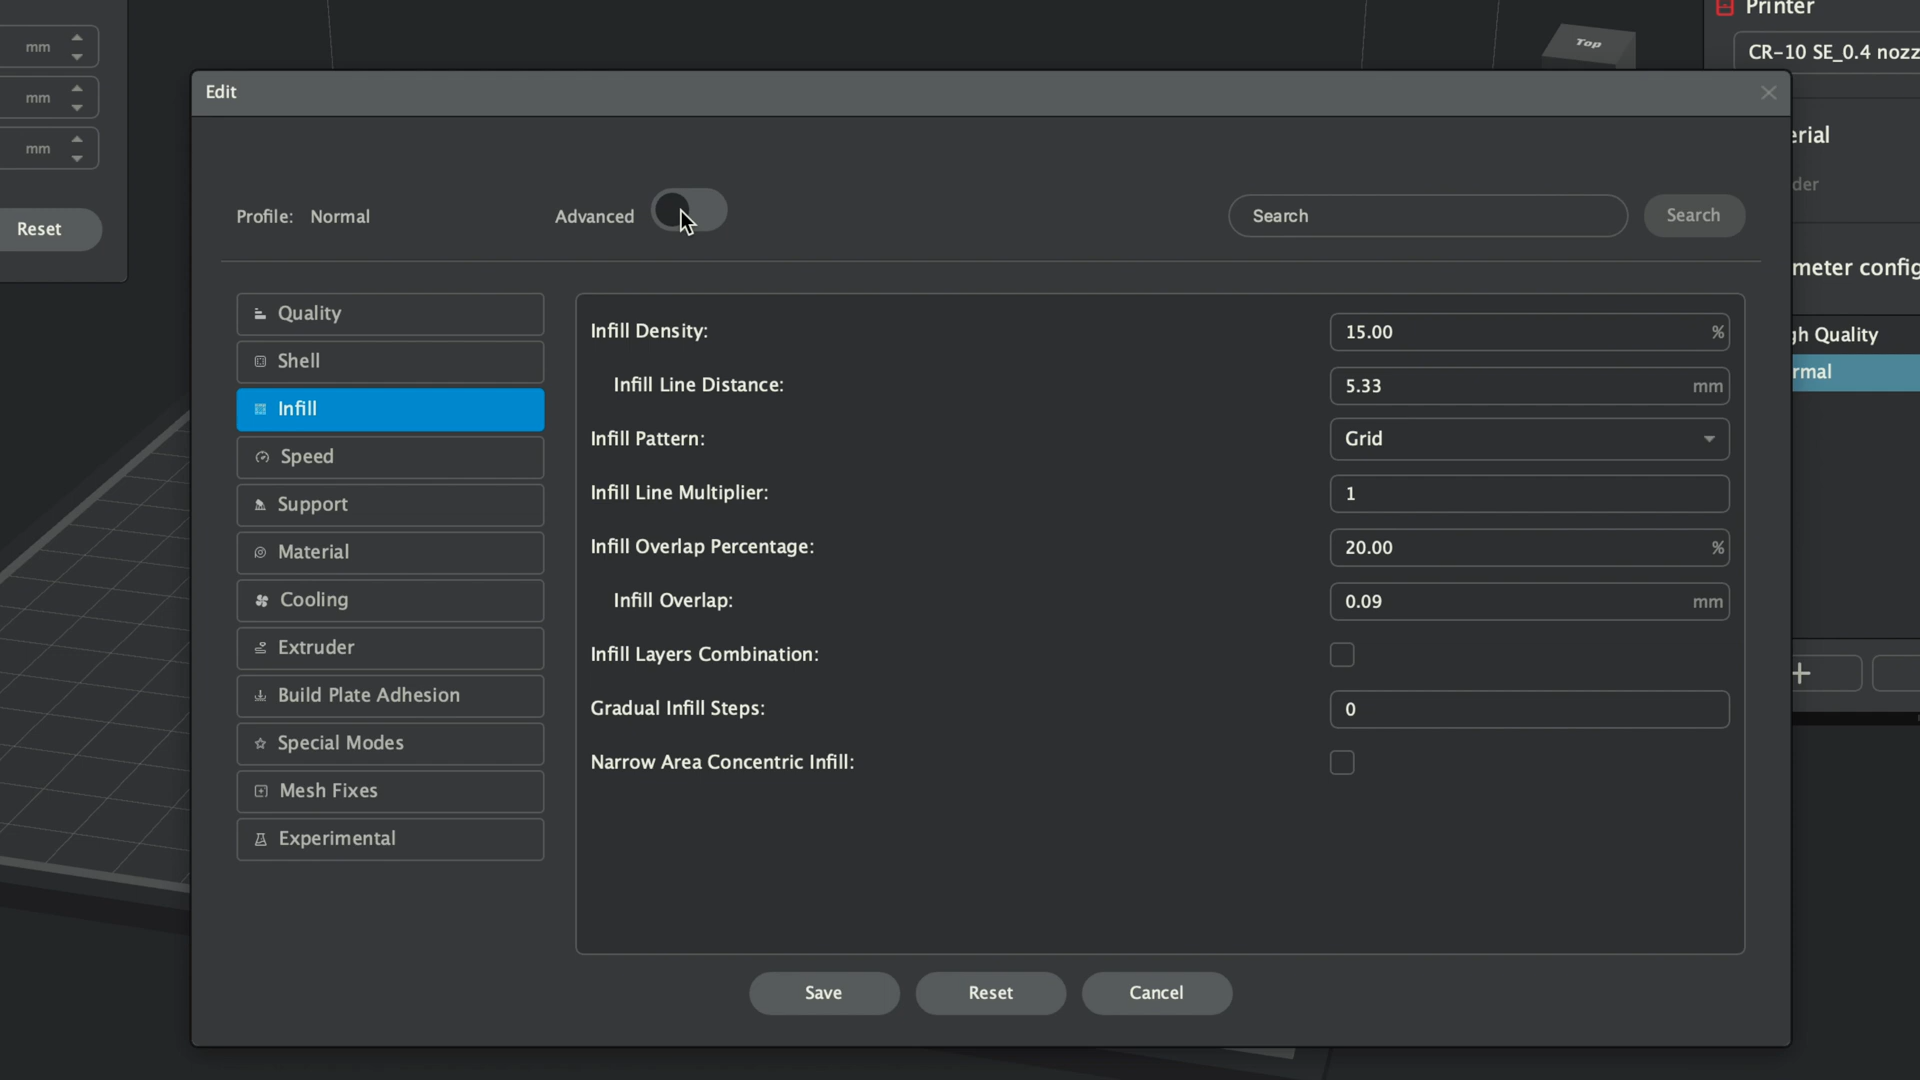 mm
mm
mm
Reset
Top
Printer
CR-10 SE_0.4 nozz
erial
der
meter config
gh Quality
rmal
+
Edit
Profile: Normal
Advanced
Search
Search
Quality
Shell
Infill
Speed
Support
Material
Cooling
Extruder
Build Plate Adhesion
Special Modes
Mesh Fixes
Experimental
Infill Density: 15.00 %
Infill Line Distance: 5.33 mm
Infill Pattern: Grid
Infill Line Multiplier: 1
Infill Overlap Percentage: 20.00 %
Infill Overlap: 0.09 mm
Infill Layers Combination:
Gradual Infill Steps: 0
Narrow Area Concentric Infill:
Save
Reset
Cancel